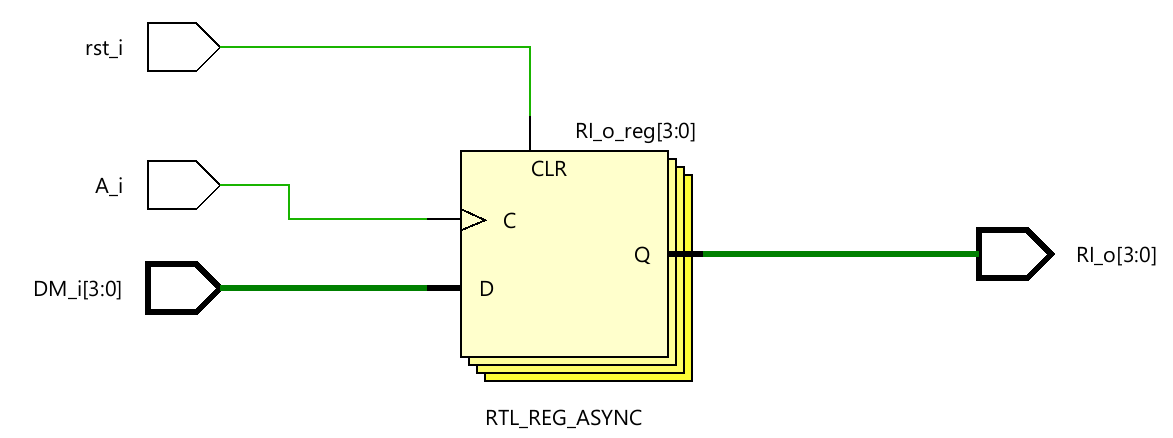 rst_i
RI_o_reg[3:0]
CLR
A_i
C
Q
RI_o[3:0]
DM_i[3:0]
D
RTL_REG_ASYNC